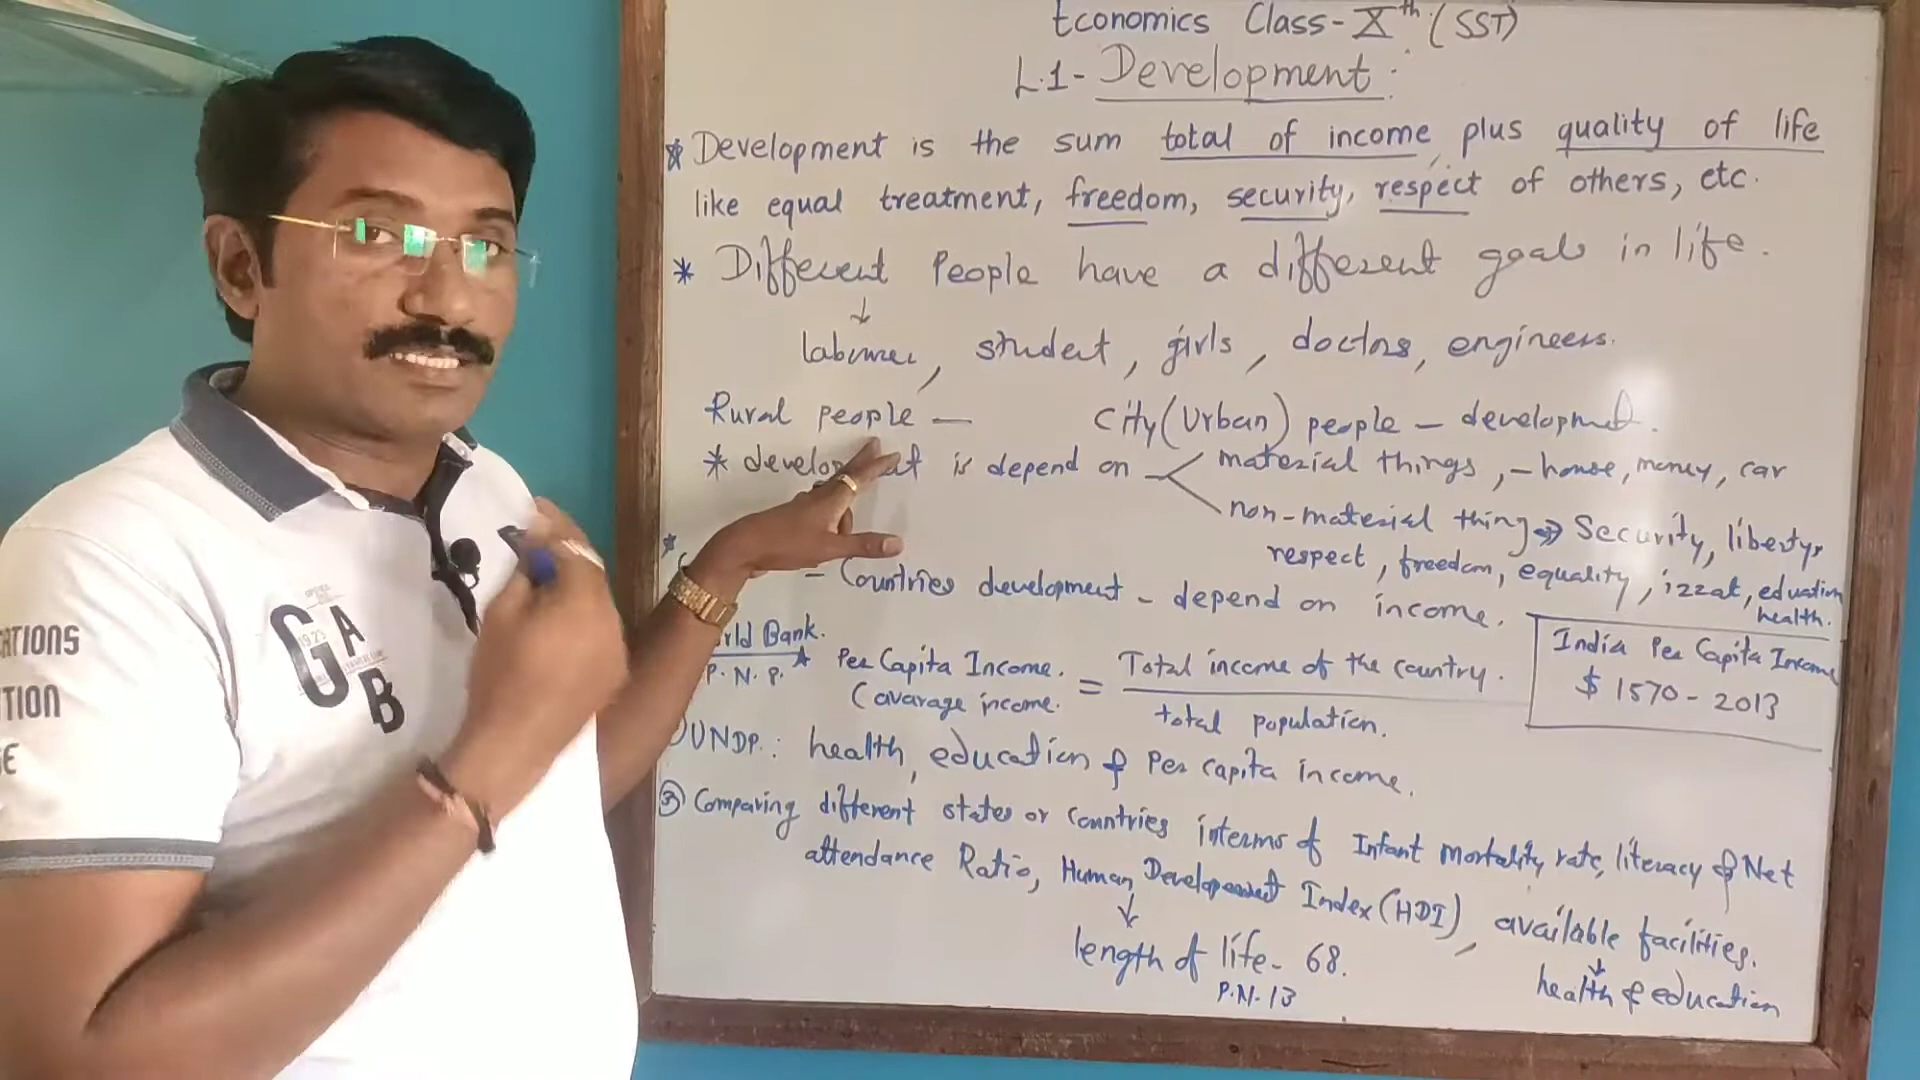 Economics Class-Xth (SST)
L.1- Development:
* Development is the sum total of income plus quality of life
like equal treatment, freedom, security, respect of others, etc.
* Different People have a different goals in life.
↓
labourer, student, girls, doctors, engineers.
Rural people — City (Urban) people – development.
* is depend on material things, – house, money, car
non-material thing → Security, liberty,
respect, freedom, equality, izzat, eduation
health.
– Countries development – depend on income.
Bank.
P.N.P. * Per Capita Income. = Total income of the country.
(avarage income. total population.
India Per Capita Income
$ 1570 - 2013
UNDP.: health, education & Per capita income.
③ Comparing different states or Countries interms of Infant mortality rate, literacy & Net
attendance Ratio, Human Development Index (HDI), available facilities.
↓
length of life - 68.
P.N. 13
↓
health & education
GAB
1923
ATIONS
TION
E